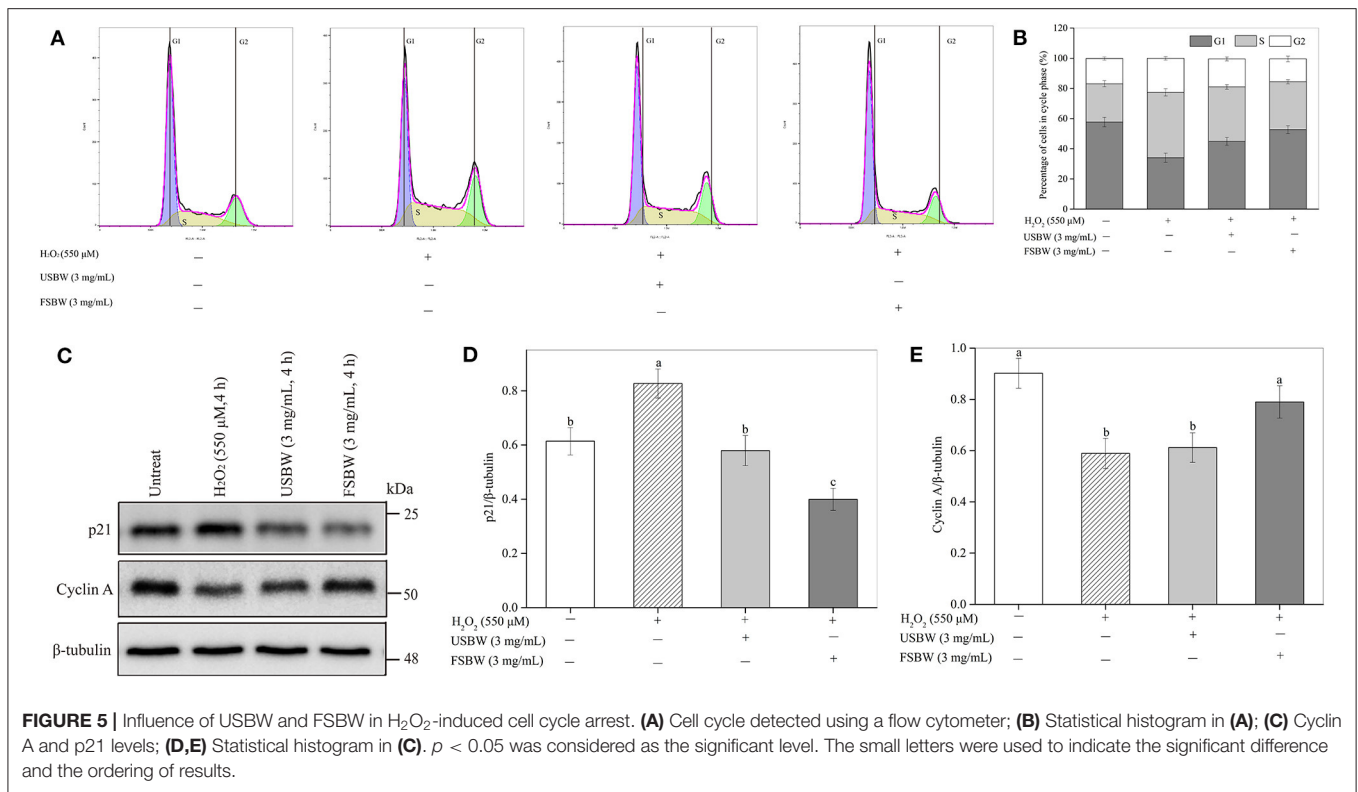 A
G1 G2
G1 G2
G1 G2
G1 G2
S
S
S
S
H₂O₂ (550 μM) — + + +
USBW (3 mg/mL) — — + —
FSBW (3 mg/mL) — — — +
B
G1 S G2
Percentage of cells in cycle phase (%)
120
100
80
60
40
20
0
H₂O₂ (550 μM) — + + +
USBW (3 mg/mL) — — + —
FSBW (3 mg/mL) — — — +
C
Untreat
H₂O₂ (550 μM,4 h)
USBW (3 mg/mL, 4 h)
FSBW (3 mg/mL, 4 h)
kDa
p21
25
Cyclin A
50
β-tubulin
48
D
p21/β-tubulin
0.8
0.6
0.4
0.2
0.0
b a b c
H₂O₂ (550 μM) — + + +
USBW (3 mg/mL) — — + —
FSBW (3 mg/mL) — — — +
E
Cyclin A/β-tubulin
1.0
0.8
0.6
0.4
0.2
0.0
a b b a
H₂O₂ (550 μM) — + + +
USBW (3 mg/mL) — — + —
FSBW (3 mg/mL) — — — +
FIGURE 5 | Influence of USBW and FSBW in H₂O₂-induced cell cycle arrest. (A) Cell cycle detected using a flow cytometer; (B) Statistical histogram in (A); (C) Cyclin
A and p21 levels; (D,E) Statistical histogram in (C). p < 0.05 was considered as the significant level. The small letters were used to indicate the significant difference
and the ordering of results.